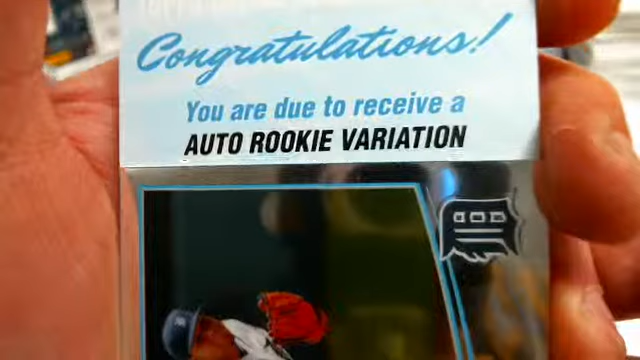 Congratulations!
You are due to receive a
AUTO ROOKIE VARIATION